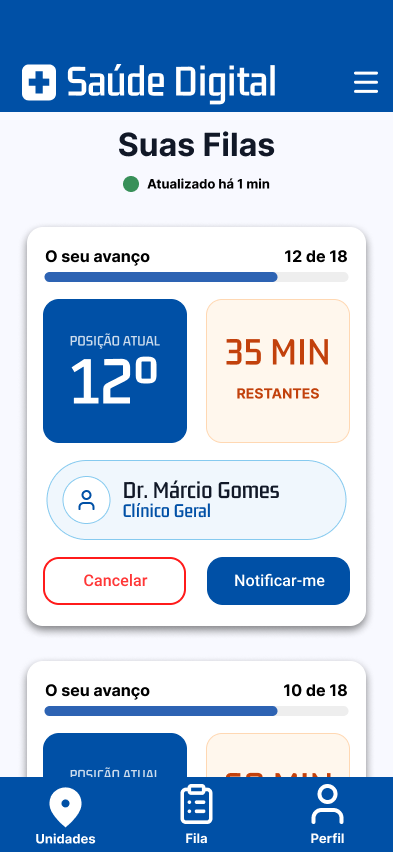 Saúde Digital
Suas Filas
Atualizado há 1 min
O seu avanço 12 de 18
POSIÇÃO ATUAL
12º
35 MIN
RESTANTES
Dr. Márcio Gomes
Clínico Geral
Cancelar Notificar-me
O seu avanço 10 de 18
POSIÇÃO ATUAL
MIN
Unidades Fila Perfil